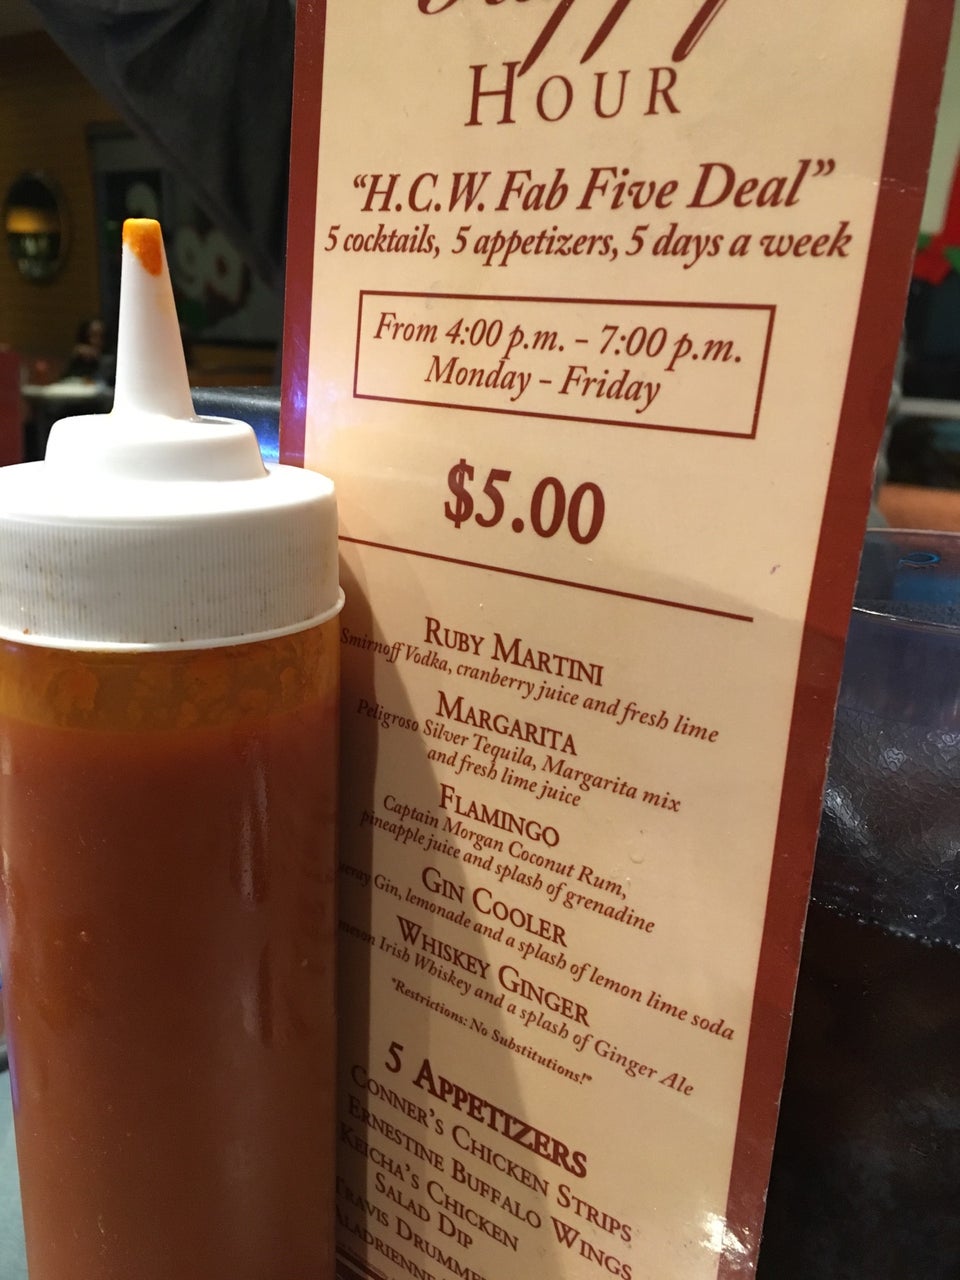 HOUR
"H.C.W. Fab Five Deal"
5 cocktails, 5 appetizers, 5 days a week
From 4:00 p.m. - 7:00 p.m.
Monday - Friday
$5.00
RUBY MARTINI
Smirnoff Vodka, cranberry juice and fresh lime
MARGARITA
Peligroso Silver Tequila, Margarita mix
and fresh lime juice
FLAMINGO
Captain Morgan Coconut Rum,
pineapple juice and splash of grenadine
GIN COOLER
Gin, lemonade and a splash of lemon lime soda
WHISKEY GINGER
Irish Whiskey and a splash of Ginger Ale
*Restrictions: No Substitutions!*
5 APPETIZERS
CONNER'S CHICKEN STRIPS
ERNESTINE BUFFALO WINGS
KEICHA'S CHICKEN
SALAD DIP
TRAVIS